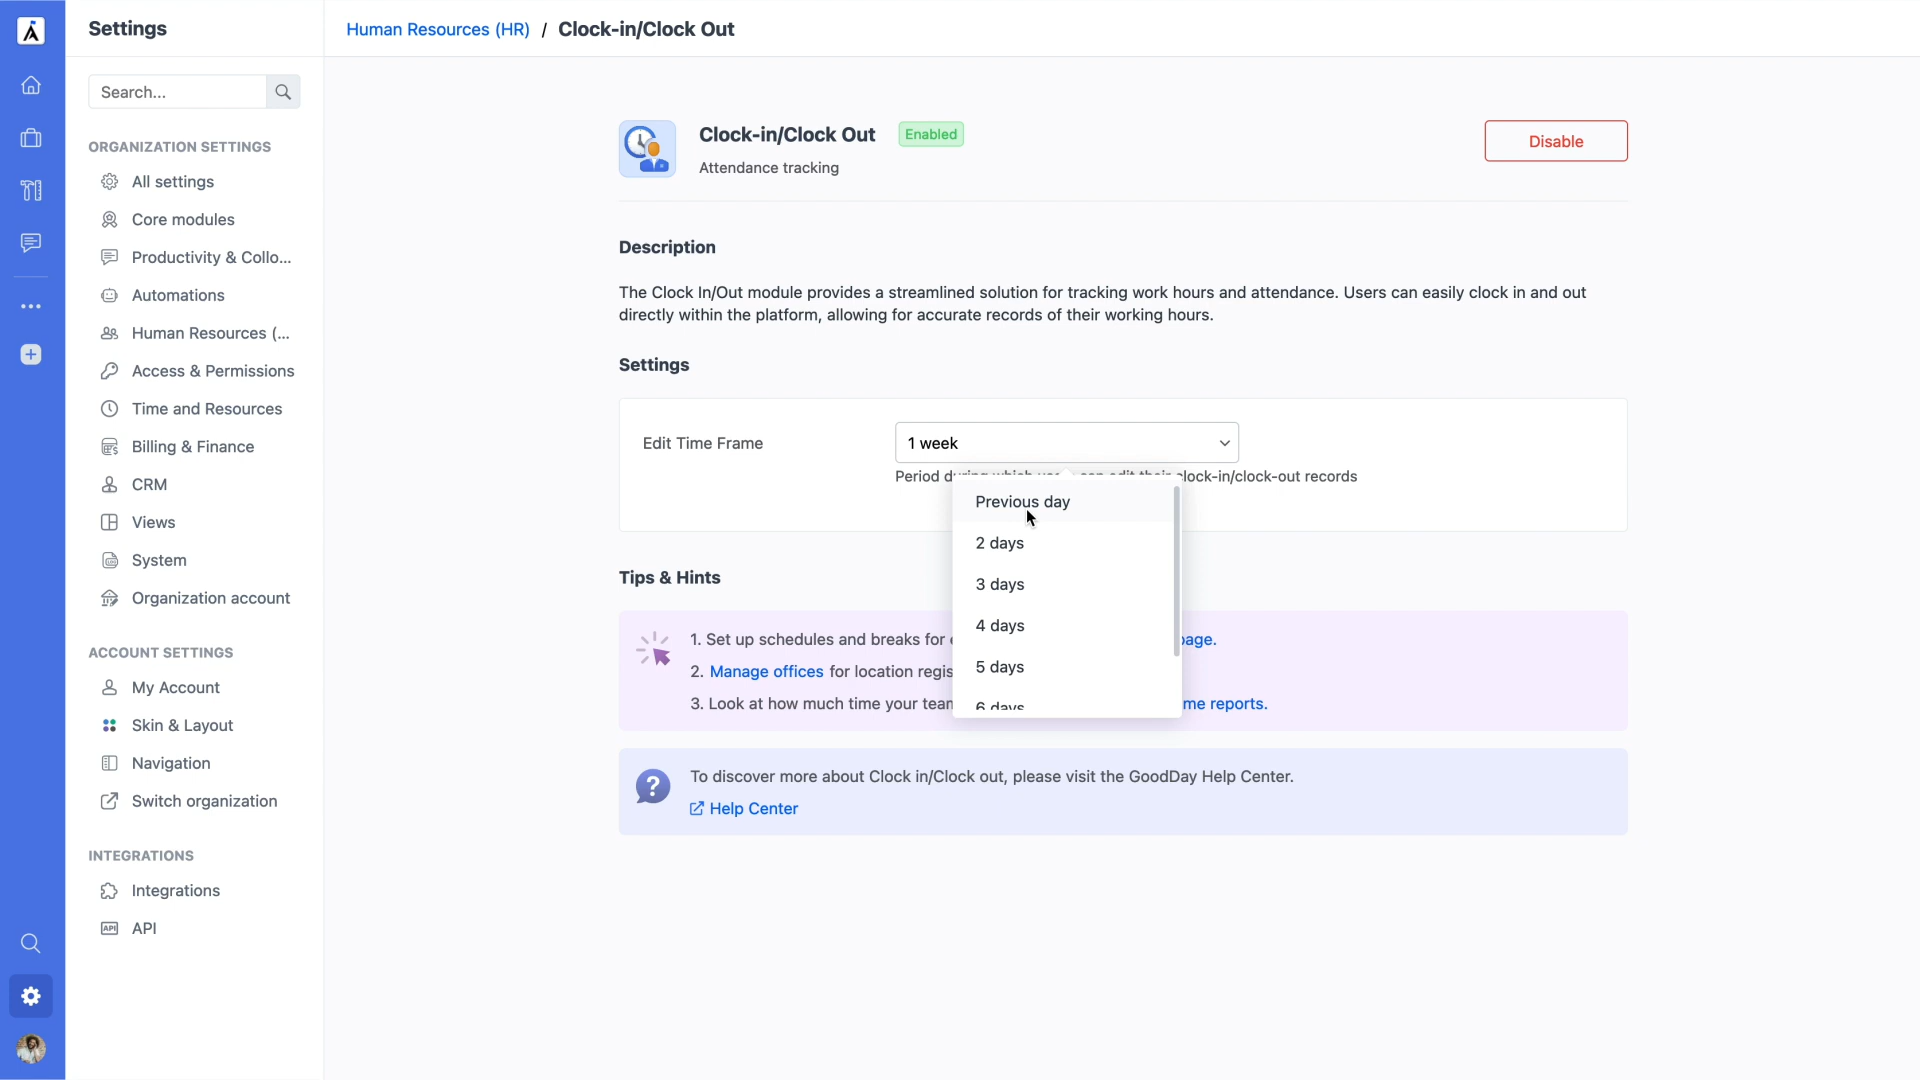 Settings
Human Resources (HR) / Clock-in/Clock Out
Search...
ORGANIZATION SETTINGS
All settings
Core modules
Productivity & Collo...
Automations
Human Resources (...
Access & Permissions
Time and Resources
Billing & Finance
CRM
Views
System
Organization account
ACCOUNT SETTINGS
My Account
Skin & Layout
Navigation
Switch organization
INTEGRATIONS
Integrations
API
API
Clock-in/Clock Out
Enabled
Attendance tracking
Disable
Description
The Clock In/Out module provides a streamlined solution for tracking work hours and attendance. Users can easily clock in and out
directly within the platform, allowing for accurate records of their working hours.
Settings
Edit Time Frame
1 week
Period during which users can edit their clock-in/clock-out records
Previous day
2 days
3 days
4 days
5 days
6 days
Tips & Hints
1. Set up schedules and breaks for page.
2. Manage offices for location regis
3. Look at how much time your team me reports.
To discover more about Clock in/Clock out, please visit the GoodDay Help Center.
Help Center